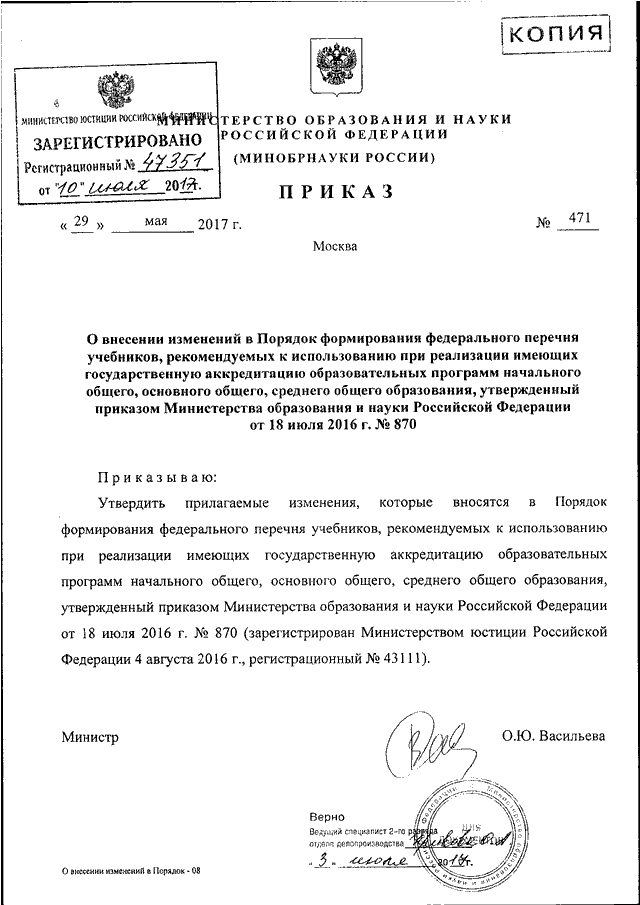 КОПИЯ
МИНИСТЕРСТВО ЮСТИЦИИ РОССИЙСКОЙ ФЕДЕРАЦИИ
ЗАРЕГИСТРИРОВАНО
Регистрационный № 47351
от "10" июля 2017г.
МИНИСТЕРСТВО ОБРАЗОВАНИЯ И НАУКИ
РОССИЙСКОЙ ФЕДЕРАЦИИ
(МИНОБРНАУКИ РОССИИ)
ПРИКАЗ
« 29 » мая 2017 г. № 471
Москва
О внесении изменений в Порядок формирования федерального перечня
учебников, рекомендуемых к использованию при реализации имеющих
государственную аккредитацию образовательных программ начального
общего, основного общего, среднего общего образования, утвержденный
приказом Министерства образования и науки Российской Федерации
от 18 июля 2016 г. № 870
Приказываю:
Утвердить прилагаемые изменения, которые вносятся в Порядок
формирования федерального перечня учебников, рекомендуемых к использованию
при реализации имеющих государственную аккредитацию образовательных
программ начального общего, основного общего, среднего общего образования,
утвержденный приказом Министерства образования и науки Российской Федерации
от 18 июля 2016 г. № 870 (зарегистрирован Министерством юстиции Российской
Федерации 4 августа 2016 г., регистрационный № 43111).
Министр О.Ю. Васильева
Верно
Ведущий специалист 2-го разряда
отдела делопроизводства
"3" июля 2017г.
О внесении изменений в Порядок - 08